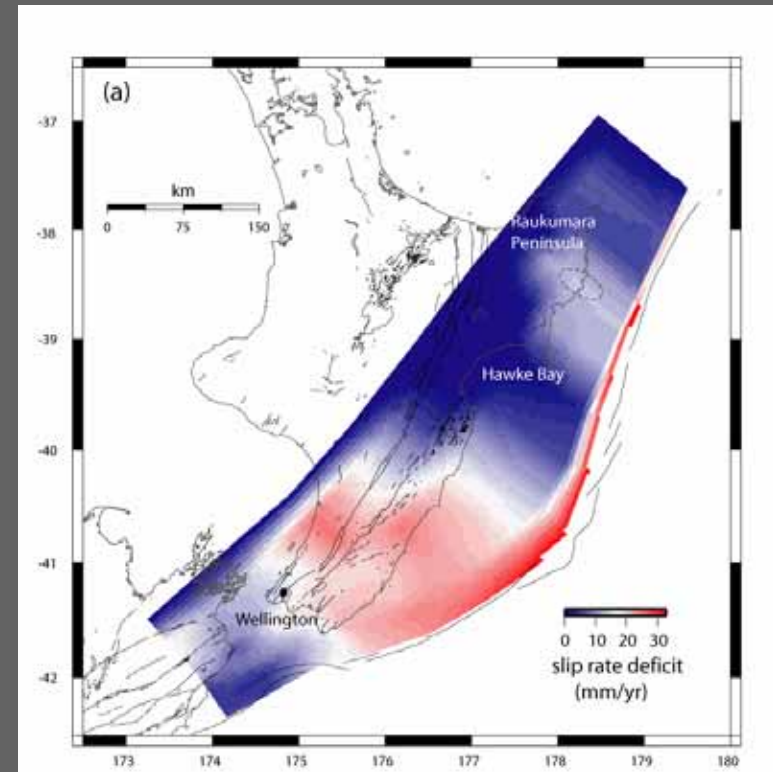 (a)
-37
km
0 75 150
-38
Raukumara
Peninsula
-39
Hawke Bay
-40
-41
Wellington
0 10 20 30
slip rate deficit
(mm/yr)
-42
173 174 175 176 177 178 179 180